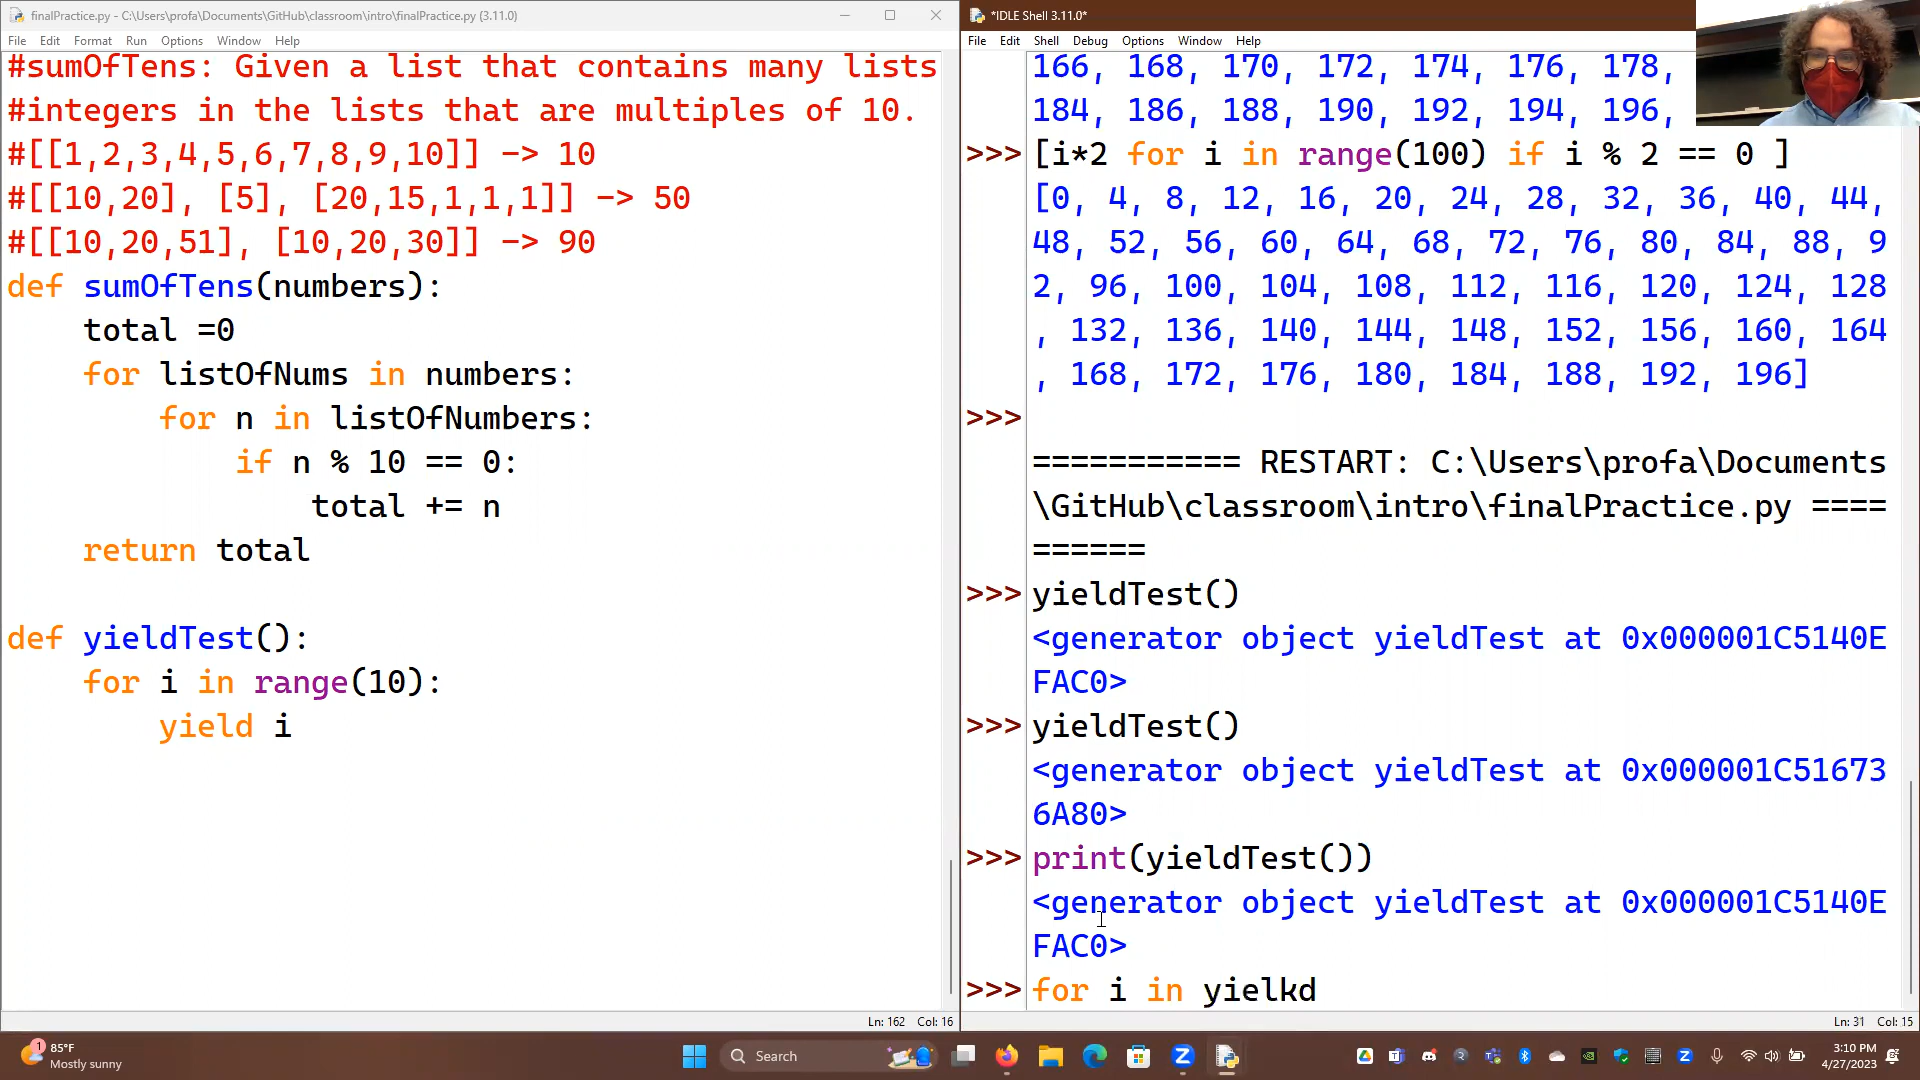 finalPractice.py - C:\Users\profa\Documents\GitHub\classroom\intro\finalPractice.py (3.11.0)
File Edit Format Run Options Window Help
#sumOfTens: Given a list that contains many lists
#integers in the lists that are multiples of 10.
#[[1,2,3,4,5,6,7,8,9,10]] -> 10
#[[10,20], [5], [20,15,1,1,1]] -> 50
#[[10,20,51], [10,20,30]] -> 90
def sumOfTens(numbers):
    total =0
    for listOfNums in numbers:
        for n in listOfNumbers:
            if n % 10 == 0:
                total += n
    return total
def yieldTest():
    for i in range(10):
        yield i
Ln: 162 Col: 16
*IDLE Shell 3.11.0*
File Edit Shell Debug Options Window Help
166, 168, 170, 172, 174, 176, 178,
184, 186, 188, 190, 192, 194, 196,
>>> [i*2 for i in range(100) if i % 2 == 0 ]
[0, 4, 8, 12, 16, 20, 24, 28, 32, 36, 40, 44,
48, 52, 56, 60, 64, 68, 72, 76, 80, 84, 88, 9
2, 96, 100, 104, 108, 112, 116, 120, 124, 128
, 132, 136, 140, 144, 148, 152, 156, 160, 164
, 168, 172, 176, 180, 184, 188, 192, 196]
>>>
=========== RESTART: C:\Users\profa\Documents
\GitHub\classroom\intro\finalPractice.py ====
======
>>> yieldTest()
<generator object yieldTest at 0x000001C5140E
FAC0>
>>> yieldTest()
<generator object yieldTest at 0x000001C51673
6A80>
>>> print(yieldTest())
<generator object yieldTest at 0x000001C5140E
FAC0>
>>> for i in yielkd
Ln: 31 Col: 15
1
85°F
Mostly sunny
Search
3:10 PM
4/27/2023